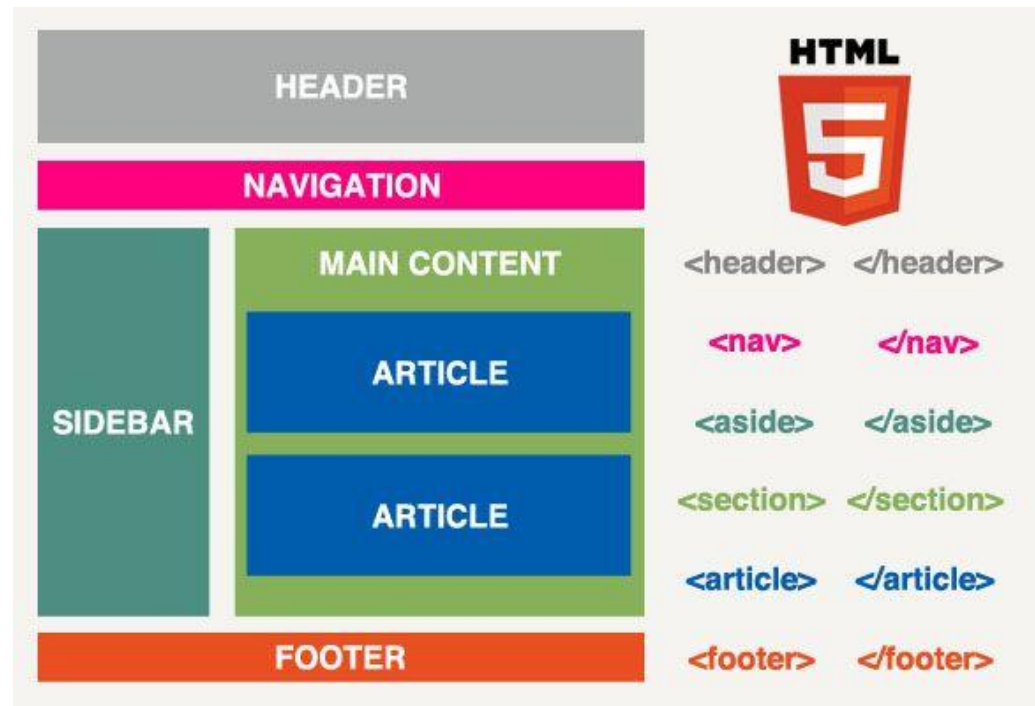 HEADER
NAVIGATION
SIDEBAR
MAIN CONTENT
ARTICLE
ARTICLE
FOOTER
HTML
5
<header> </header>
<nav> </nav>
<aside> </aside>
<section> </section>
<article> </article>
<footer> </footer>